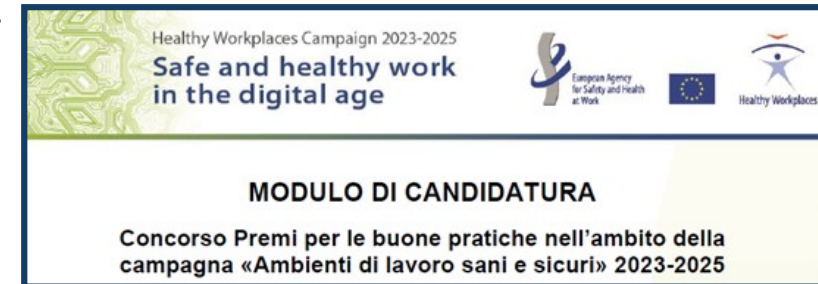 Healthy Workplaces Campaign 2023-2025
Safe and healthy work
in the digital age
European Agency
for Safety and Health
at Work
Healthy Workplaces
MODULO DI CANDIDATURA
Concorso Premi per le buone pratiche nell'ambito della
campagna «Ambienti di lavoro sani e sicuri» 2023-2025